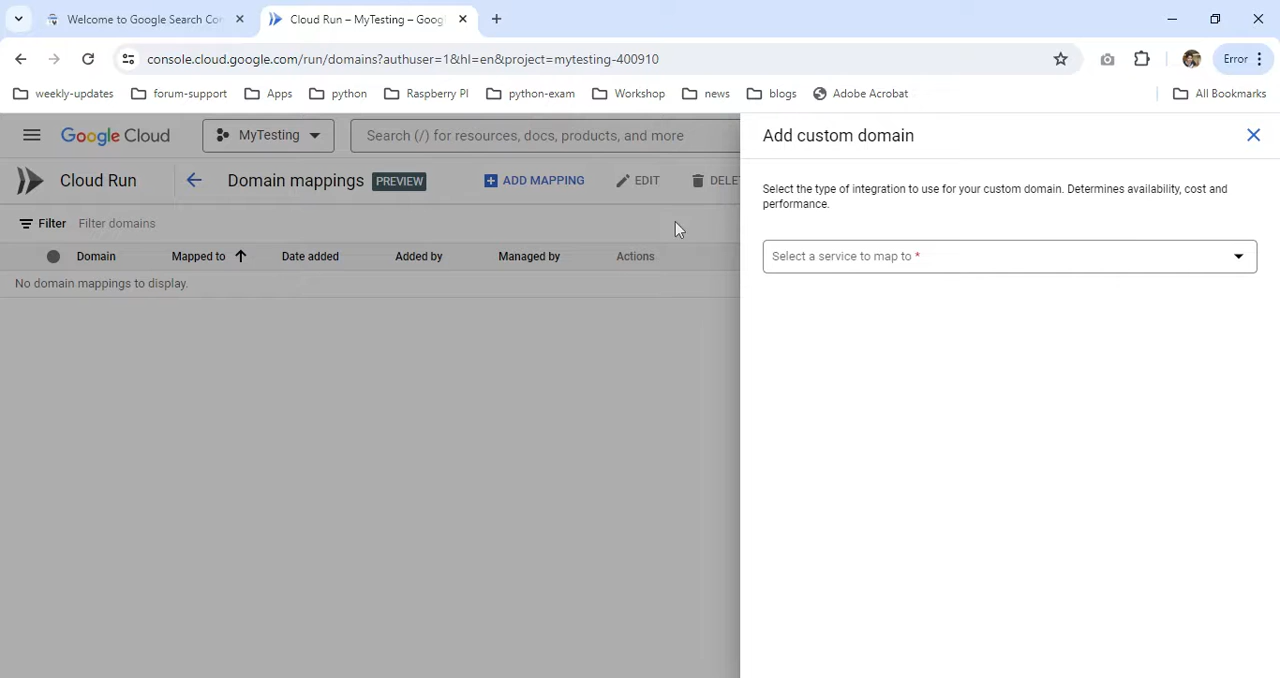 Welcome to Google Search Con
Cloud Run – MyTesting – Goog
console.cloud.google.com/run/domains?authuser=1&hl=en&project=mytesting-400910
Error
weekly-updates
forum-support
Apps
python
Raspberry PI
python-exam
Workshop
news
blogs
Adobe Acrobat
All Bookmarks
Google Cloud
MyTesting
Search (/) for resources, docs, products, and more
Add custom domain
Cloud Run
Domain mappings
PREVIEW
ADD MAPPING
EDIT
DELE
Select the type of integration to use for your custom domain. Determines availability, cost and
performance.
Filter
Filter domains
Domain
Mapped to
Date added
Added by
Managed by
Actions
Select a service to map to *
No domain mappings to display.